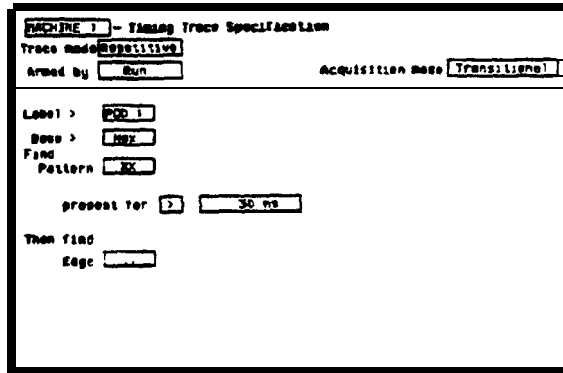 MACHINE 1 - Timing Trace Specification
Trace mode Repetitive
Armed by Run Acquisition mode Transitional
Label > POD 1
Base > Hex
Find
Pattern XX
present for > 30 ns
Then find
Edge ..